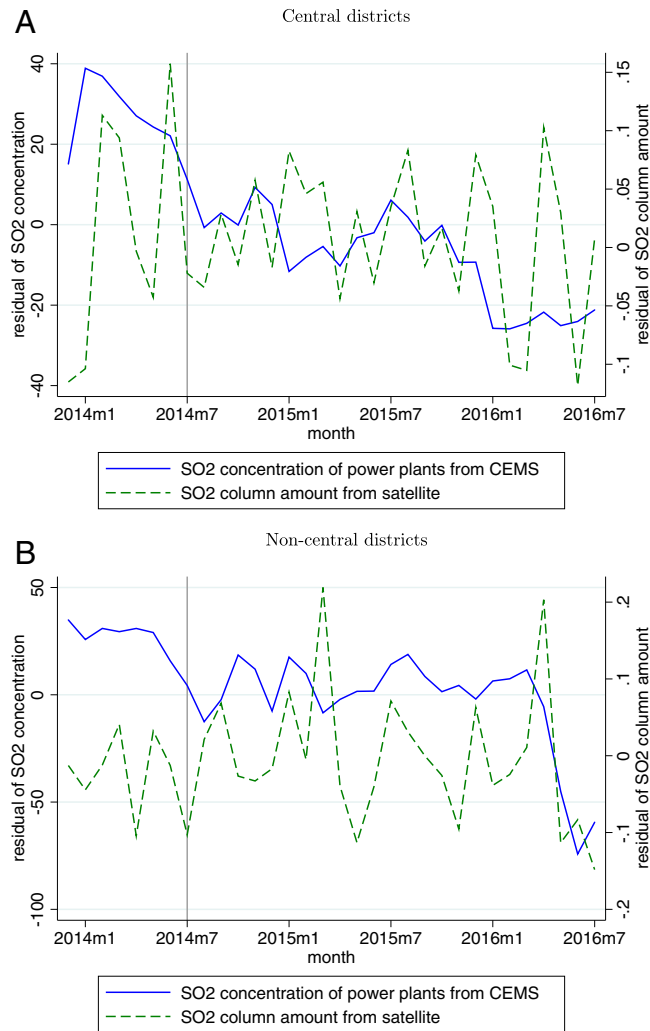 A
Central districts
40
20
0
-20
-40
residual of SO2 concentration
.15
.1
.05
0
-.05
-.1
residual of SO2 column amount
2014m1 2014m7 2015m1 2015m7 2016m1 2016m7
month
SO2 concentration of power plants from CEMS
SO2 column amount from satellite
B
Non-central districts
50
0
-50
-100
residual of SO2 concentration
.2
.1
0
-.1
-.2
residual of SO2 column amount
2014m1 2014m7 2015m1 2015m7 2016m1 2016m7
month
SO2 concentration of power plants from CEMS
SO2 column amount from satellite